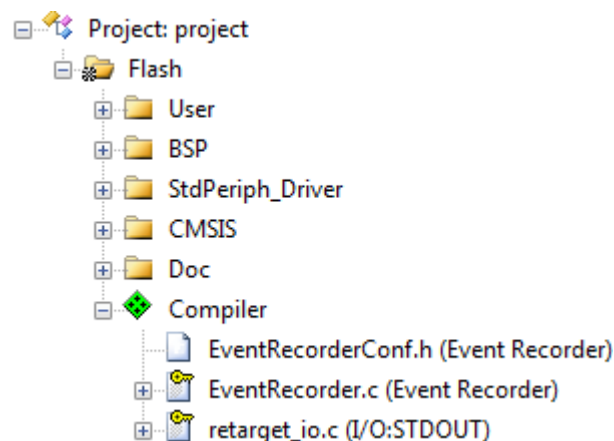 Project: project
Flash
User
BSP
StdPeriph_Driver
CMSIS
Doc
Compiler
EventRecorderConf.h (Event Recorder)
EventRecorder.c (Event Recorder)
retarget_io.c (I/O:STDOUT)